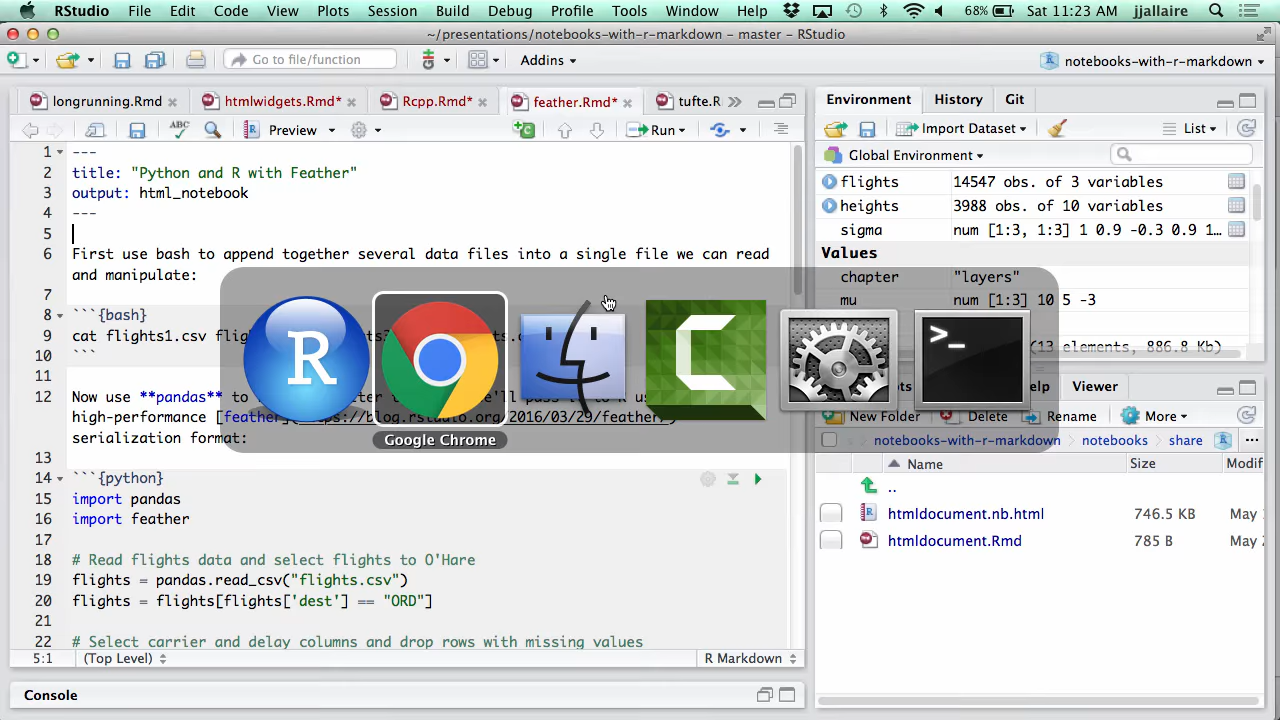 RStudio File Edit Code View Plots Session Build Debug Profile Tools Window Help 68% Sat 11:23 AM jjallaire
~/presentations/notebooks-with-r-markdown - master - RStudio
Go to file/function Addins notebooks-with-r-markdown
longrunning.Rmd htmlwidgets.Rmd* Rcpp.Rmd* feather.Rmd* tufte.R
ABC Preview Run
1 ---
2 title: "Python and R with Feather"
3 output: html_notebook
4 ---
5
6 First use bash to append together several data files into a single file we can read
and manipulate:
7
8 ```{bash}
9 cat flights1.csv
10 ```
11
12 Now use **pandas** to
high-performance [feather]
serialization format:
13
14 ```{python}
15 import pandas
16 import feather
17
18 # Read flights data and select flights to O'Hare
19 flights = pandas.read_csv("flights.csv")
20 flights = flights[flights['dest'] == "ORD"]
21
22 # Select carrier and delay columns and drop rows with missing values
5:1 (Top Level) R Markdown
Console
Environment History Git
Import Dataset List
Global Environment
flights 14547 obs. of 3 variables
heights 3988 obs. of 10 variables
sigma num [1:3, 1:3] 1 0.9 -0.3 0.9 1...
Values
chapter "layers"
mu num [1:3] 10 5 -3
(13 elements, 886.8 Kb)
Viewer
New Folder Delete Rename More
notebooks-with-r-markdown notebooks share
Name Size Modif
..
htmldocument.nb.html 746.5 KB May
htmldocument.Rmd 785 B May
R
C
>_
Google Chrome